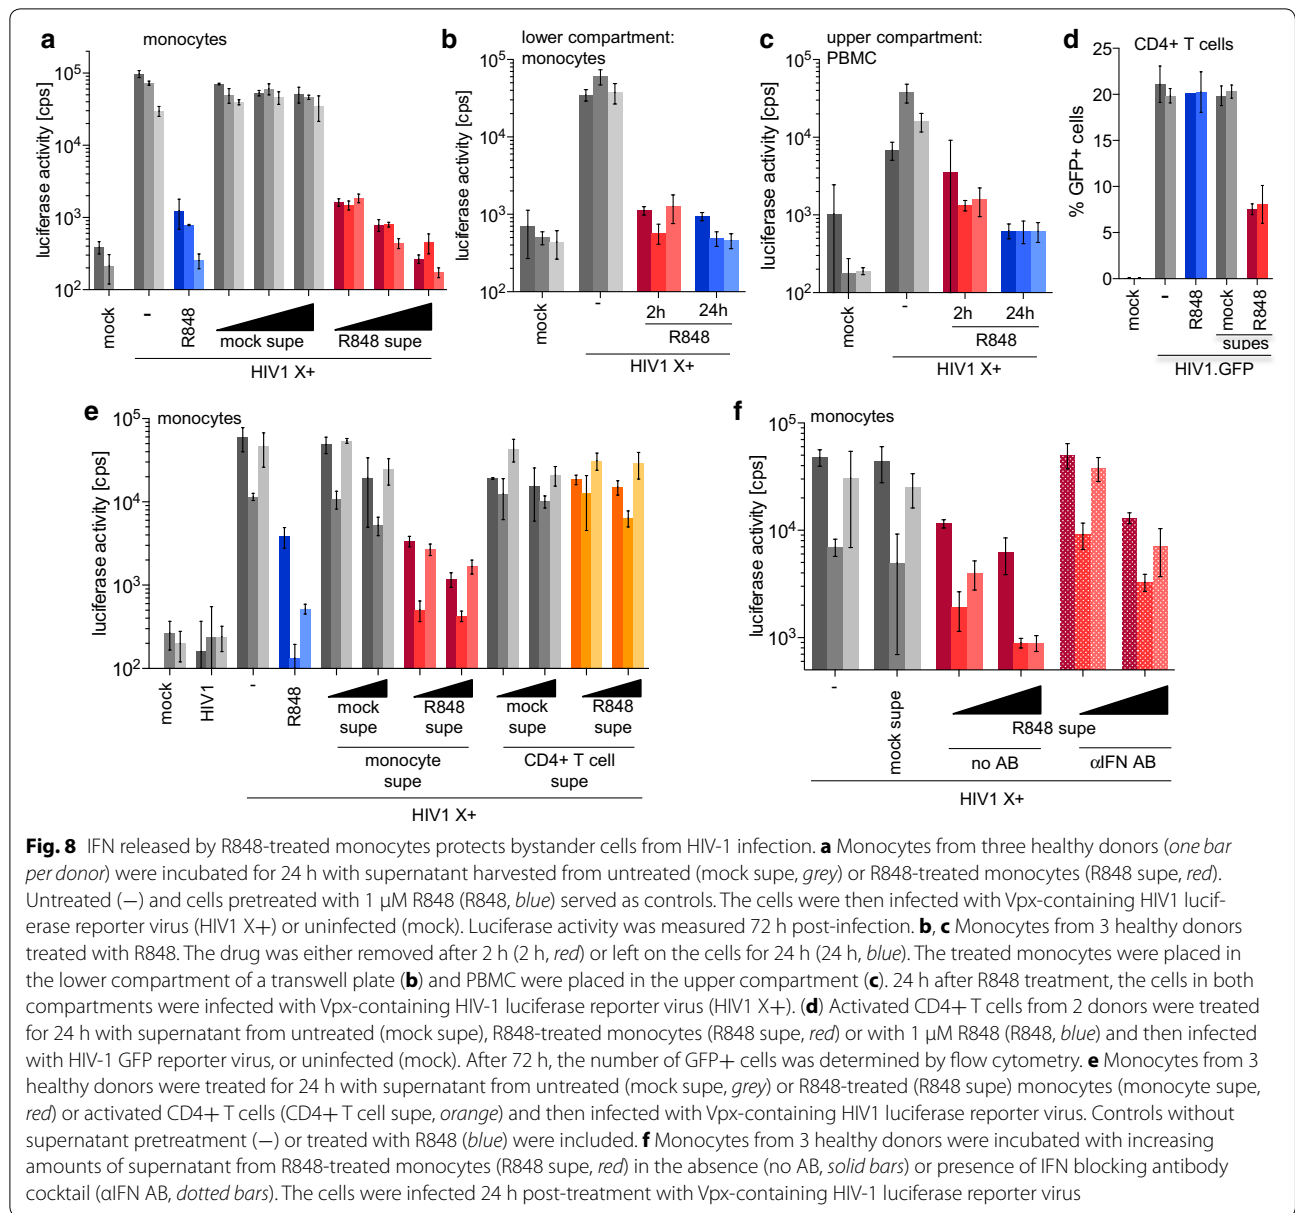 a
monocytes
luciferase activity [cps]
10⁵
10⁴
10³
10²
mock
-
R848
mock supe
R848 supe
HIV1 X+
b
lower compartment:
monocytes
luciferase activity [cps]
10⁵
10⁴
10³
10²
mock
-
2h
24h
R848
HIV1 X+
c
upper compartment:
PBMC
luciferase activity [cps]
10⁵
10⁴
10³
10²
mock
-
2h
24h
R848
HIV1 X+
d
CD4+ T cells
% GFP+ cells
25
20
15
10
5
0
mock
-
R848
mock
R848
supes
HIV1.GFP
e
monocytes
luciferase activity [cps]
10⁵
10⁴
10³
10²
mock
HIV1
-
R848
mock
supe
R848
supe
mock
supe
R848
supe
monocyte
supe
CD4+ T cell
supe
HIV1 X+
f
monocytes
luciferase activity [cps]
10⁵
10⁴
10³
-
mock supe
R848 supe
no AB
αIFN AB
HIV1 X+
Fig. 8 IFN released by R848-treated monocytes protects bystander cells from HIV-1 infection. a Monocytes from three healthy donors (one bar
per donor) were incubated for 24 h with supernatant harvested from untreated (mock supe, grey) or R848-treated monocytes (R848 supe, red).
Untreated (−) and cells pretreated with 1 µM R848 (R848, blue) served as controls. The cells were then infected with Vpx-containing HIV1 lucif-
erase reporter virus (HIV1 X+) or uninfected (mock). Luciferase activity was measured 72 h post-infection. b, c Monocytes from 3 healthy donors
treated with R848. The drug was either removed after 2 h (2 h, red) or left on the cells for 24 h (24 h, blue). The treated monocytes were placed in
the lower compartment of a transwell plate (b) and PBMC were placed in the upper compartment (c). 24 h after R848 treatment, the cells in both
compartments were infected with Vpx-containing HIV-1 luciferase reporter virus (HIV1 X+). (d) Activated CD4+ T cells from 2 donors were treated
for 24 h with supernatant from untreated (mock supe), R848-treated monocytes (R848 supe, red) or with 1 µM R848 (R848, blue) and then infected
with HIV-1 GFP reporter virus, or uninfected (mock). After 72 h, the number of GFP+ cells was determined by flow cytometry. e Monocytes from 3
healthy donors were treated for 24 h with supernatant from untreated (mock supe, grey) or R848-treated (R848 supe) monocytes (monocyte supe,
red) or activated CD4+ T cells (CD4+ T cell supe, orange) and then infected with Vpx-containing HIV1 luciferase reporter virus. Controls without
supernatant pretreatment (−) or treated with R848 (blue) were included. f Monocytes from 3 healthy donors were incubated with increasing
amounts of supernatant from R848-treated monocytes (R848 supe, red) in the absence (no AB, solid bars) or presence of IFN blocking antibody
cocktail (αIFN AB, dotted bars). The cells were infected 24 h post-treatment with Vpx-containing HIV-1 luciferase reporter virus